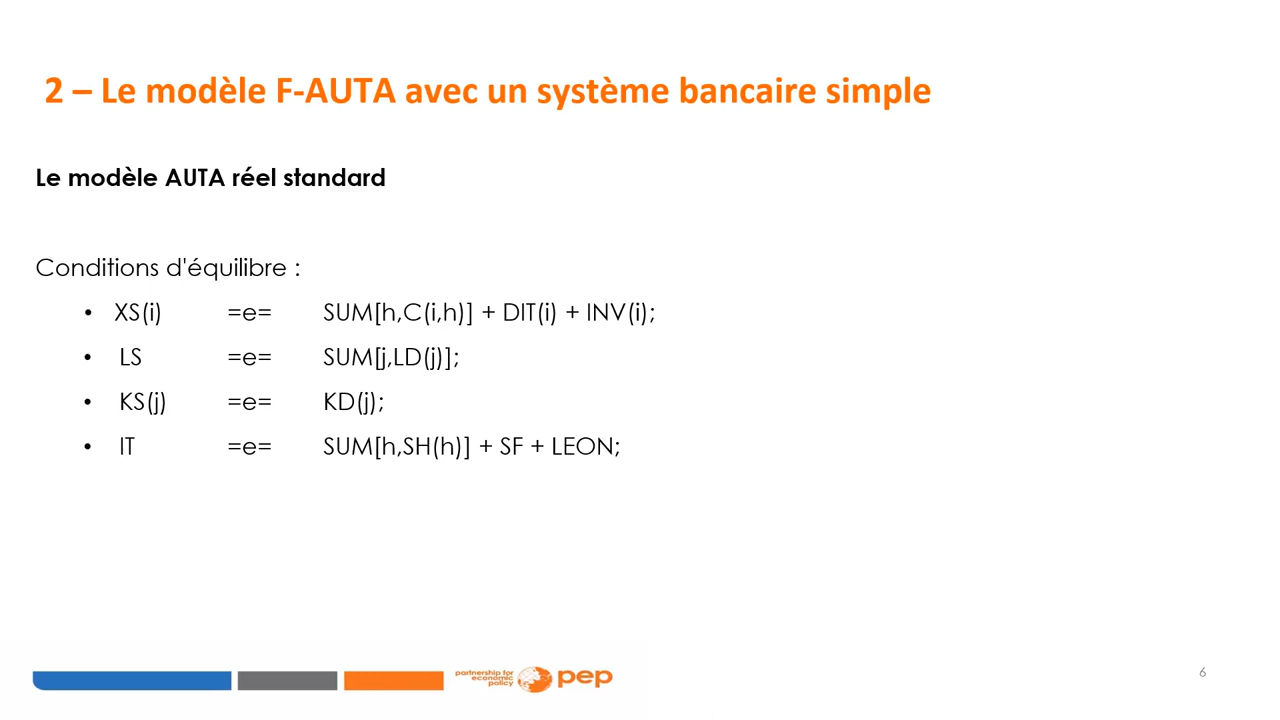 2 – Le modèle F-AUTA avec un système bancaire simple
Le modèle AUTA réel standard
Conditions d'équilibre :
• XS(i) =e= SUM[h,C(i,h)] + DIT(i) + INV(i);
• LS =e= SUM[j,LD(j)];
• KS(j) =e= KD(j);
• IT =e= SUM[h,SH(h)] + SF + LEON;
partnership for
economic
policy
pep
6